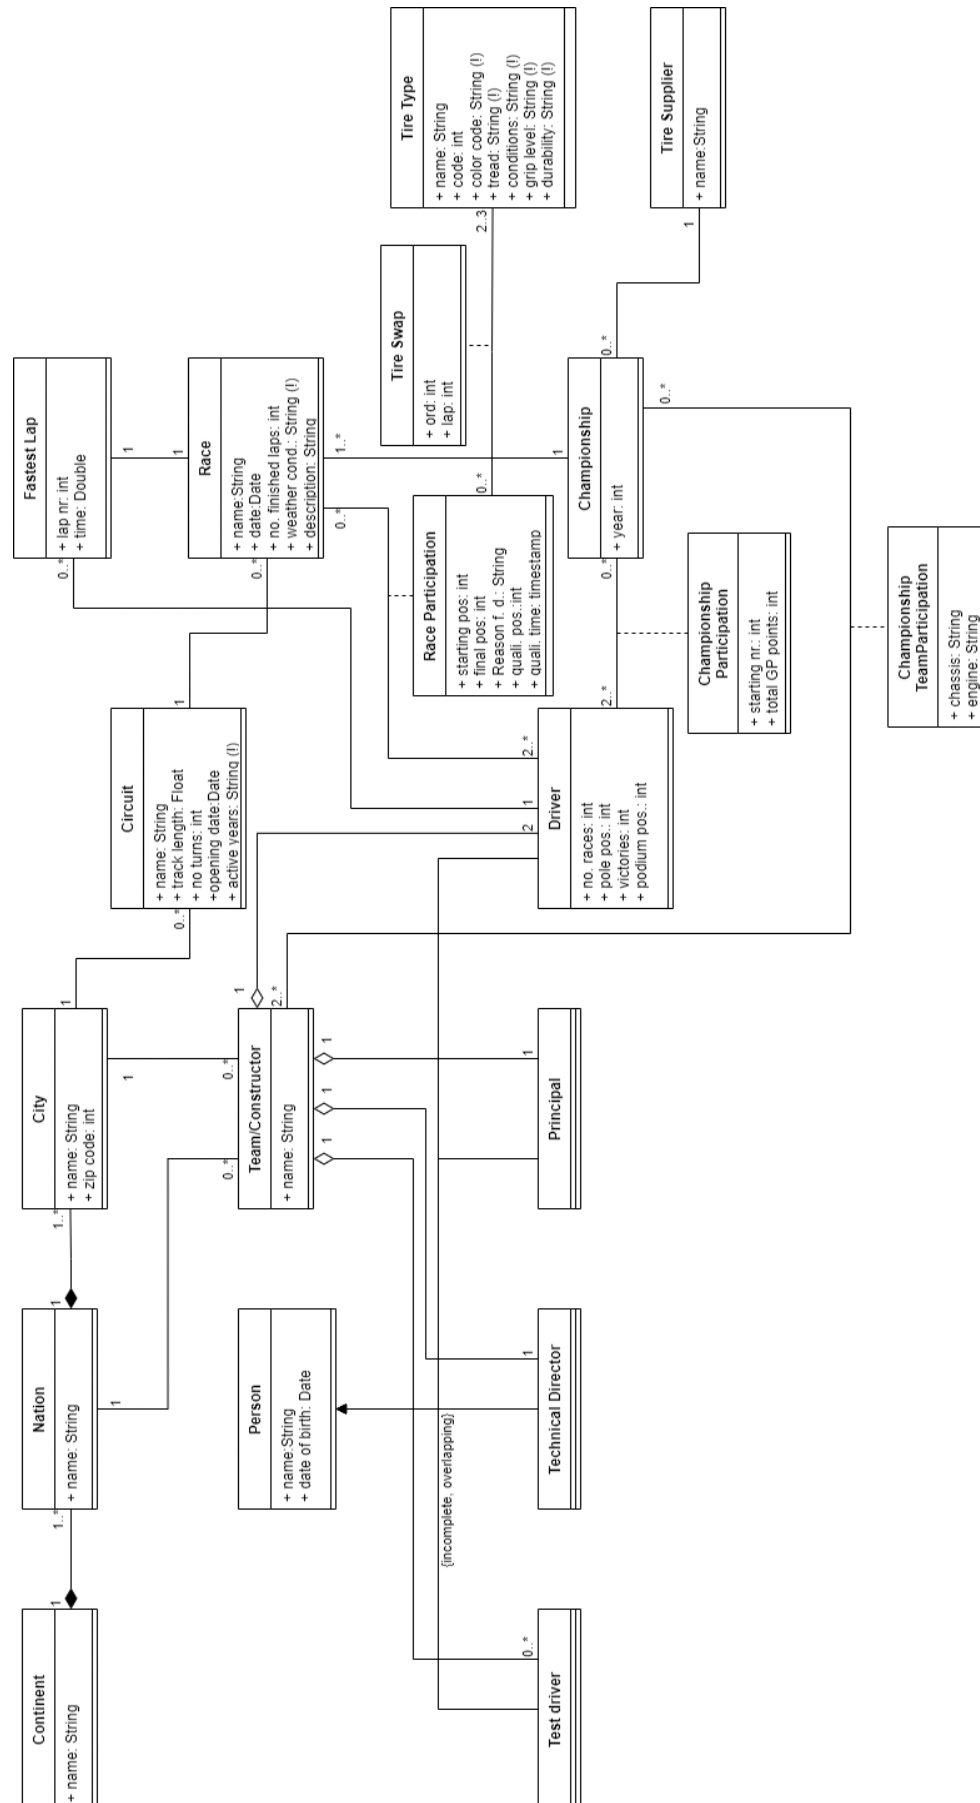 Continent
+ name: String
1
1..*
Nation
+ name: String
1
1..*
1
City
+ name: String
+ zip code: int
1
1
0..*
Circuit
+ name: String
+ track length: Float
+ no turns: int
+opening date:Date
+ active years: String (!)
1
0..*
Fastest Lap
+ lap nr: int
+ time: Double
0..*
1
1
Race
+ name:String
+ date:Date
+ no. finished laps: int
+ weather cond.: String (!)
+ description: String
0..*
1..*
Person
+ name:String
+ date of birth: Date
{incomplete, overlapping}
Team/Constructor
+ name: String
0..*
0..*
1
2..*
1
1
1
Tire Swap
+ ord: int
+ lap: int
Tire Type
+ name: String
+ code: int
+ color code: String (!)
+ tread: String (!)
+ conditions: String (!)
+ grip level: String (!)
+ durability: String (!)
2..3
Race Participation
+ starting pos: int
+ final pos: int
+ Reason f. d.: String
+ quali. pos.:int
+ quali. time: timestamp
0..*
Test driver
0..*
Technical Director
1
Principal
1
Driver
+ no. races: int
+ pole pos.: int
+ victories: int
+ podium pos.: int
2
1
2..*
2..*
Championship
+ year: int
1
0..*
0..*
0..*
Tire Supplier
+ name:String
1
Championship
Participation
+ starting nr.: int
+ total GP points: int
Championship
TeamParticipation
+ chassis: String
+ engine: String